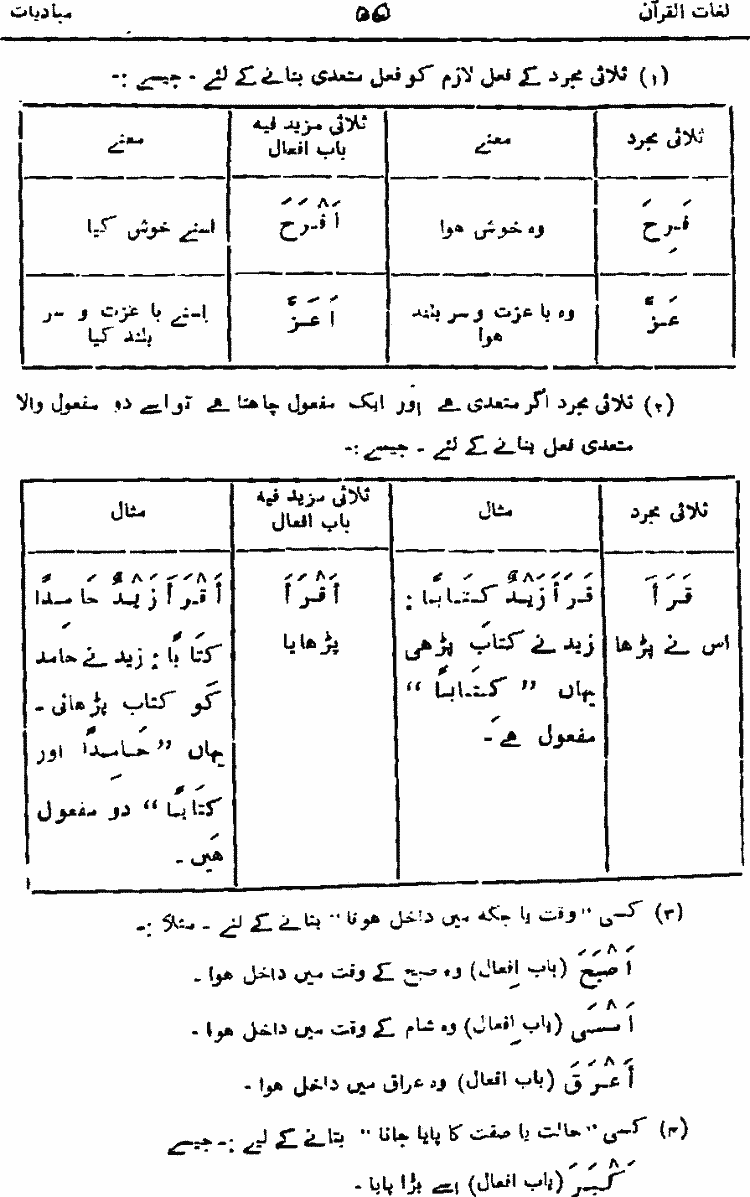 لغات القرآن ۵۵ مبادیات
(۱) ثلاثی مجرد کے فعل لازم کو فعل متعدی بنانے کے لئے - جیسے :-
ثلاثی مجرد | معنے | ثلاثی مزید فیہ باب افعال | معنے
فَرِحَ | وہ خوش ہوا | اَفْرَحَ | اسنے خوش کیا
عَزَّ | وہ با عزت و سر بلند ہوا | اَعَزَّ | اسنے با عزت و سر بلند کیا
(۲) ثلاثی مجرد اگر متعدی ہے اور ایک مفعول چاہتا ہے تو اسے دو مفعول والا
متعدی فعل بنانے کے لئے - جیسے :-
ثلاثی مجرد | مثال | ثلاثی مزید فیہ باب افعال | مثال
قَرَأَ اس نے پڑھا | قَرَأَ زَیْدٌ کِتَابًا : زید نے کتاب پڑھی یہاں ”کتابًا“ مفعول ہے - | أَقْرَأَ پڑھایا | أَقْرَأَ زَیْدٌ حَامِدًا کتَابًا : زید نے حامد کو کتاب پڑھائی - یہاں ”حَامِدًا اور کتَابًا“ دو مفعول ہیں -
(۳) کسی ”وقت یا جگہ میں داخل ہونا“ بتانے کے لئے - مثلاً :-
اَصْبَحَ (باب اِفعال) وہ صبح کے وقت میں داخل ہوا -
اَمْسَی (باب اِفعال) وہ شام کے وقت میں داخل ہوا -
اَعْرَقَ (باب افعال) وہ عراق میں داخل ہوا -
(۴) کسی ”حالت یا صفت کا پایا جانا“ بتانے کے لیے :- جیسے
(باب افعال) اسے بڑا پایا -